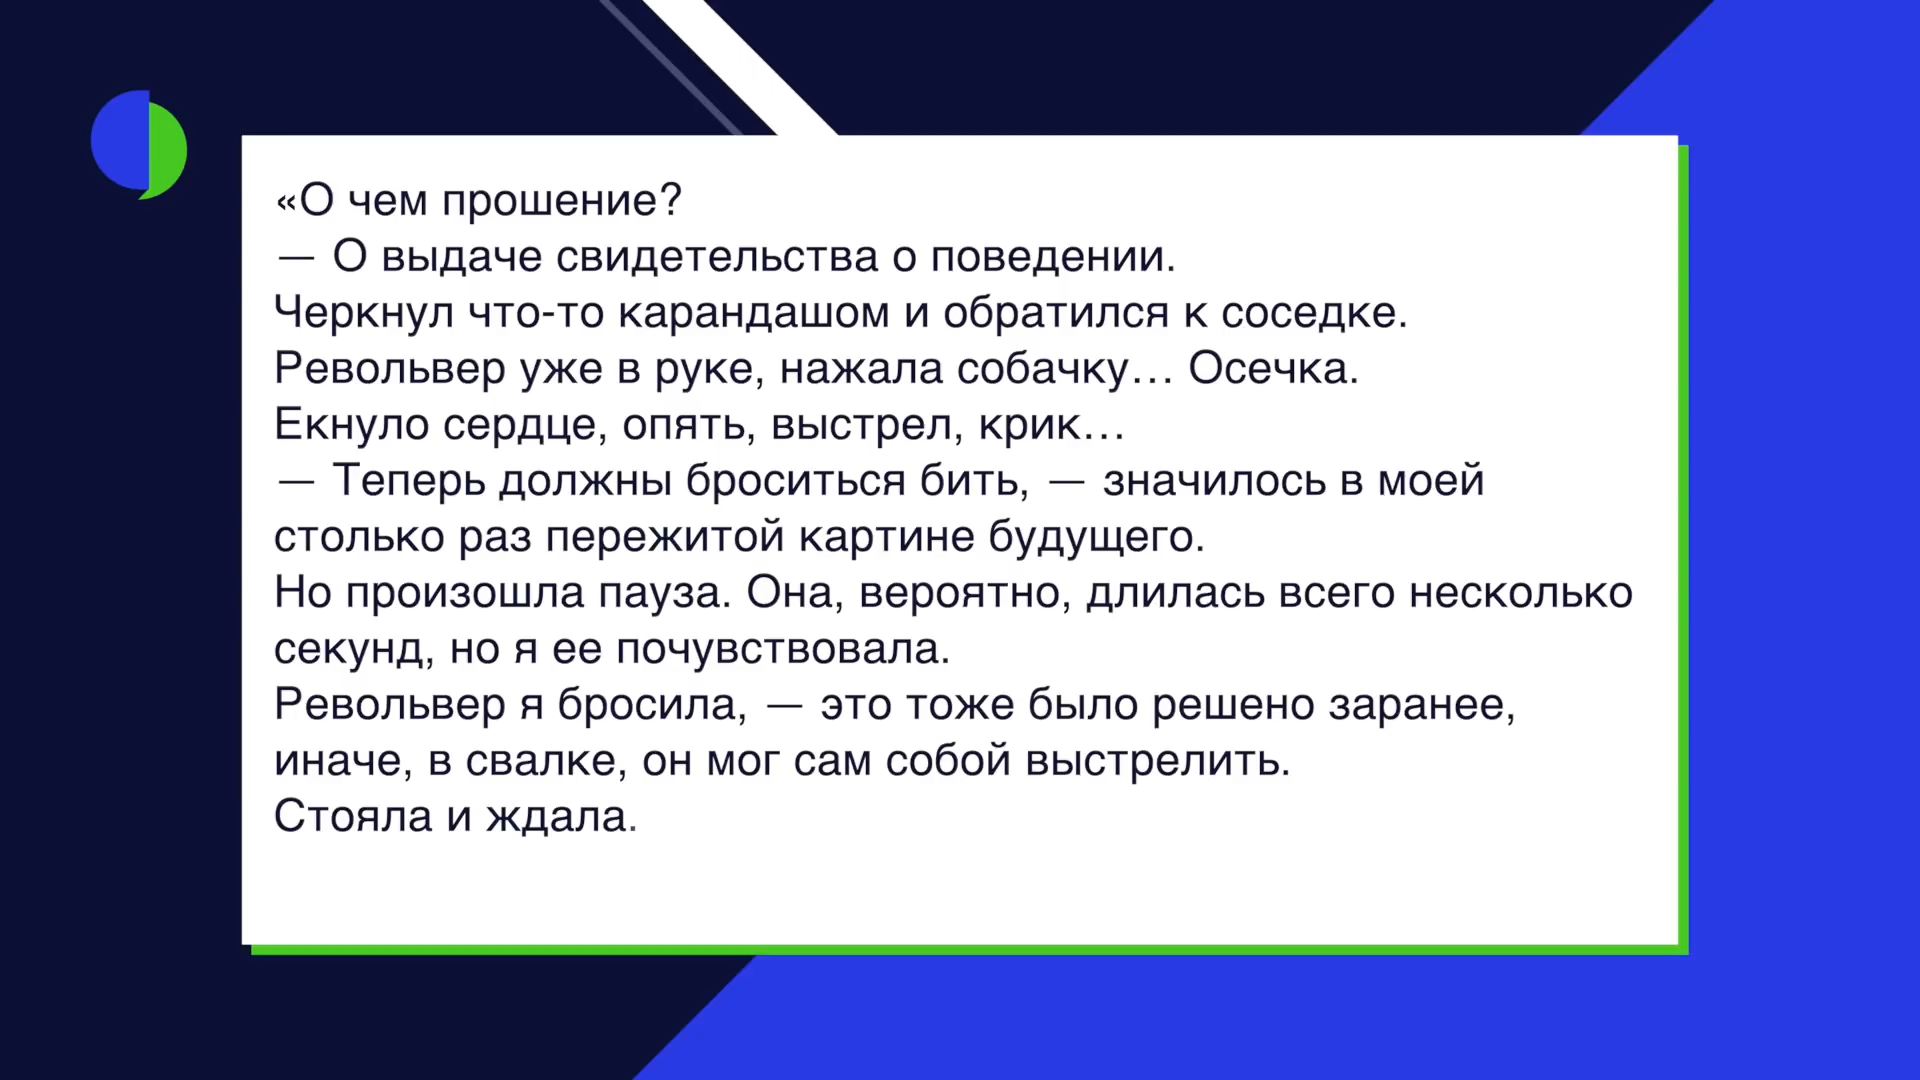 «О чем прошение?
— О выдаче свидетельства о поведении.
Черкнул что-то карандашом и обратился к соседке.
Револьвер уже в руке, нажала собачку… Осечка.
Екнуло сердце, опять, выстрел, крик…
— Теперь должны броситься бить, — значилось в моей
столько раз пережитой картине будущего.
Но произошла пауза. Она, вероятно, длилась всего несколько
секунд, но я ее почувствовала.
Револьвер я бросила, — это тоже было решено заранее,
иначе, в свалке, он мог сам собой выстрелить.
Стояла и ждала.